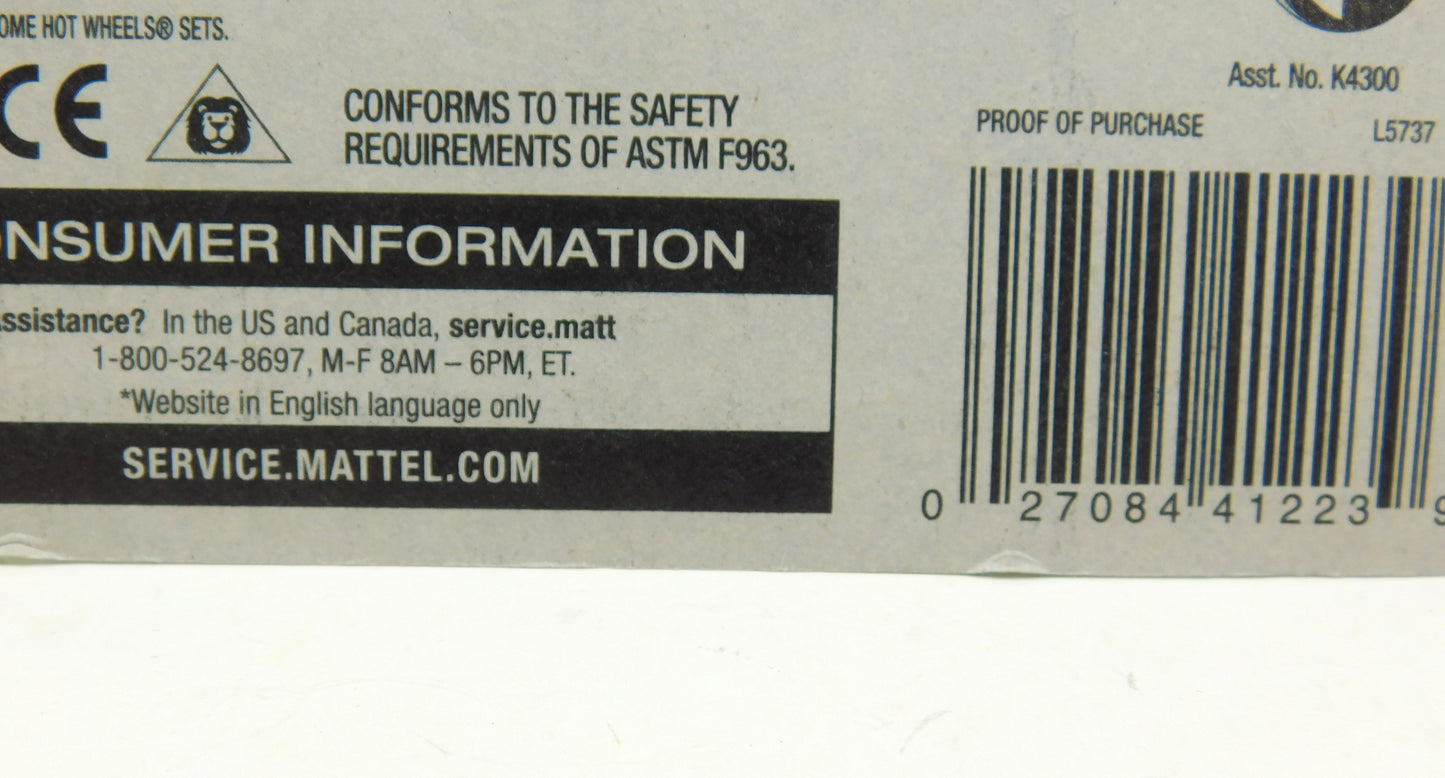 OME HOT WHEELS® SETS.
CE
CONFORMS TO THE SAFETY
REQUIREMENTS OF ASTM F963.
Asst. No. K4300
PROOF OF PURCHASE
L5737
NSUMER INFORMATION
ssistance? In the US and Canada, service.matt
1-800-524-8697, M-F 8AM – 6PM, ET.
*Website in English language only
SERVICE.MATTEL.COM
0 27084 41223 9